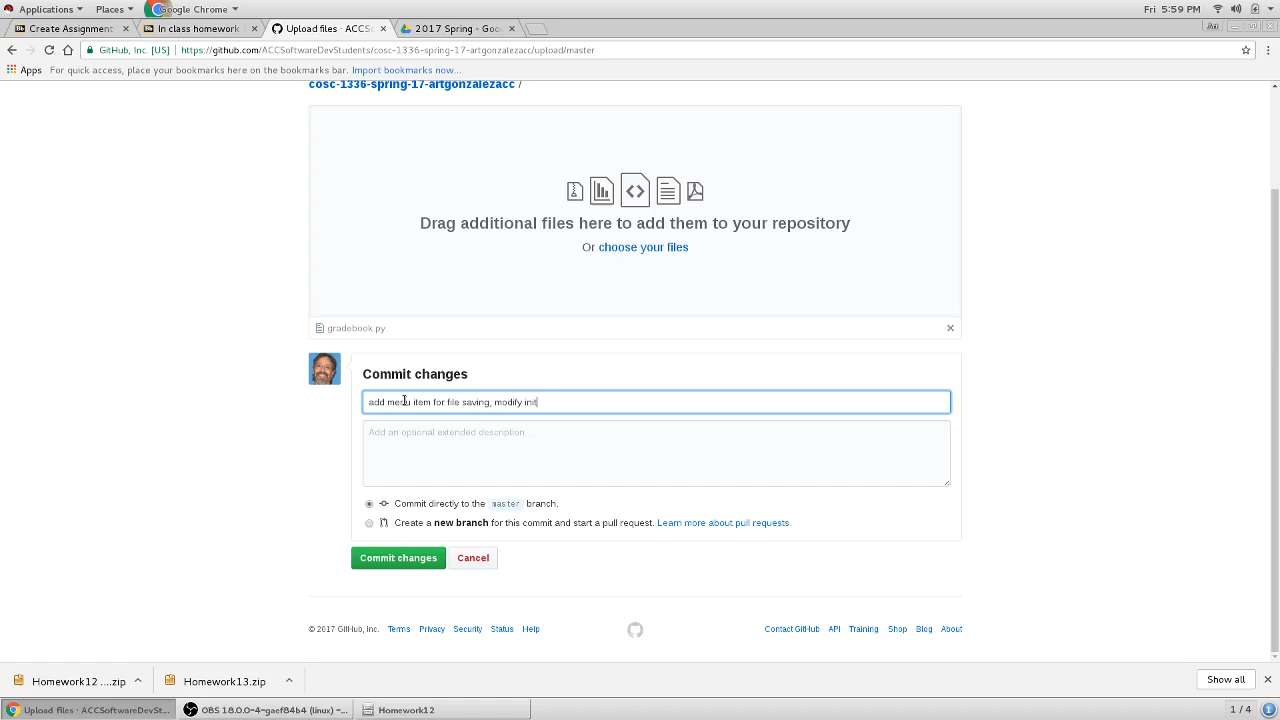 Applications Places Google Chrome Fri, 5:59 PM
Create Assignment In class homework Upload files · ACCSo 2017 Spring - Goo
GitHub, Inc. [US] https://github.com/ACCSoftwareDevStudents/cosc-1336-spring-17-artgonzalezacc/upload/master
Apps For quick access, place your bookmarks here on the bookmarks bar. Import bookmarks now...
cosc-1336-spring-17-artgonzalezacc /
Drag additional files here to add them to your repository
Or choose your files
gradebook.py
Commit changes
add menu item for file saving, modify init
Add an optional extended description…
Commit directly to the master branch.
Create a new branch for this commit and start a pull request. Learn more about pull requests.
Commit changes Cancel
© 2017 GitHub, Inc. Terms Privacy Security Status Help Contact GitHub API Training Shop Blog About
Homework12 ....zip Homework13.zip Show all
Upload files · ACCSoftwareDevSt... OBS 18.0.0-4-gaef84b4 (linux) -... Homework12 1 / 4 1